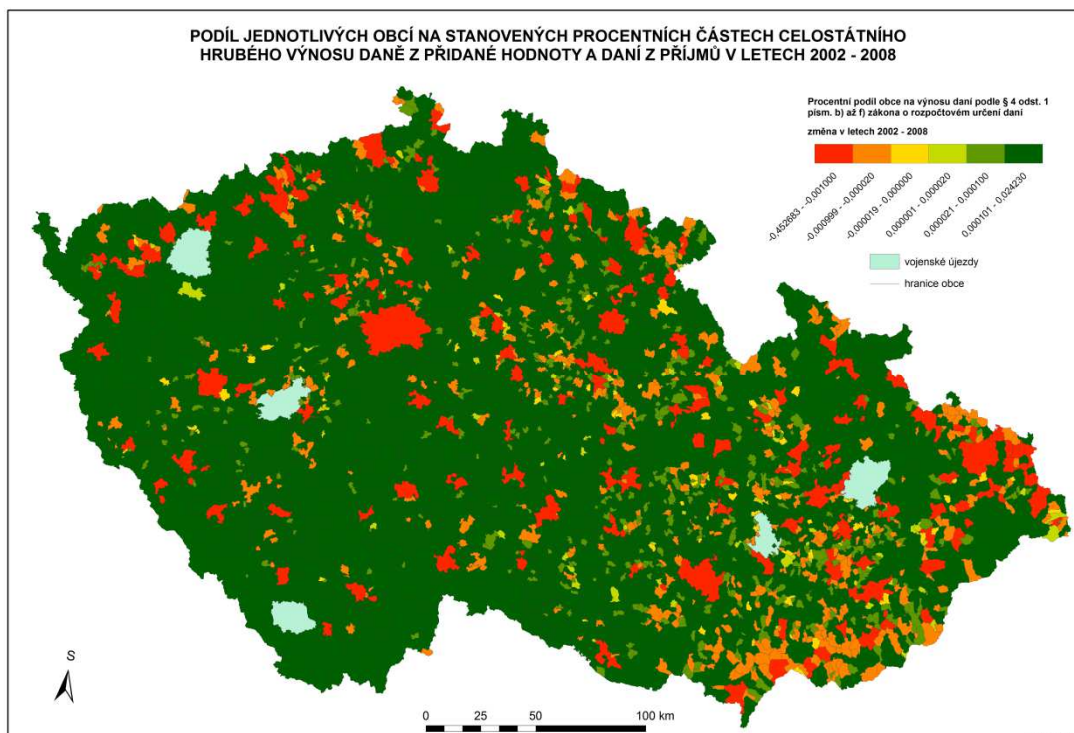 PODÍL JEDNOTLIVÝCH OBCÍ NA STANOVENÝCH PROCENTNÍCH ČÁSTECH CELOSTÁTNÍHO
HRUBÉHO VÝNOSU DANĚ Z PŘIDANÉ HODNOTY A DANÍ Z PŘÍJMŮ V LETECH 2002 - 2008
Procentní podíl obce na výnosu daní podle § 4 odst. 1
písm. b) až f) zákona o rozpočtovém určení daní
změna v letech 2002 - 2008
-0,452683 - -0,001000
-0,000999 - -0,000020
-0,000019 - -0,000000
0,000001 - 0,000020
0,000021 - 0,000100
0,000101 - 0,024230
vojenské újezdy
hranice obce
S
0 25 50 100 km